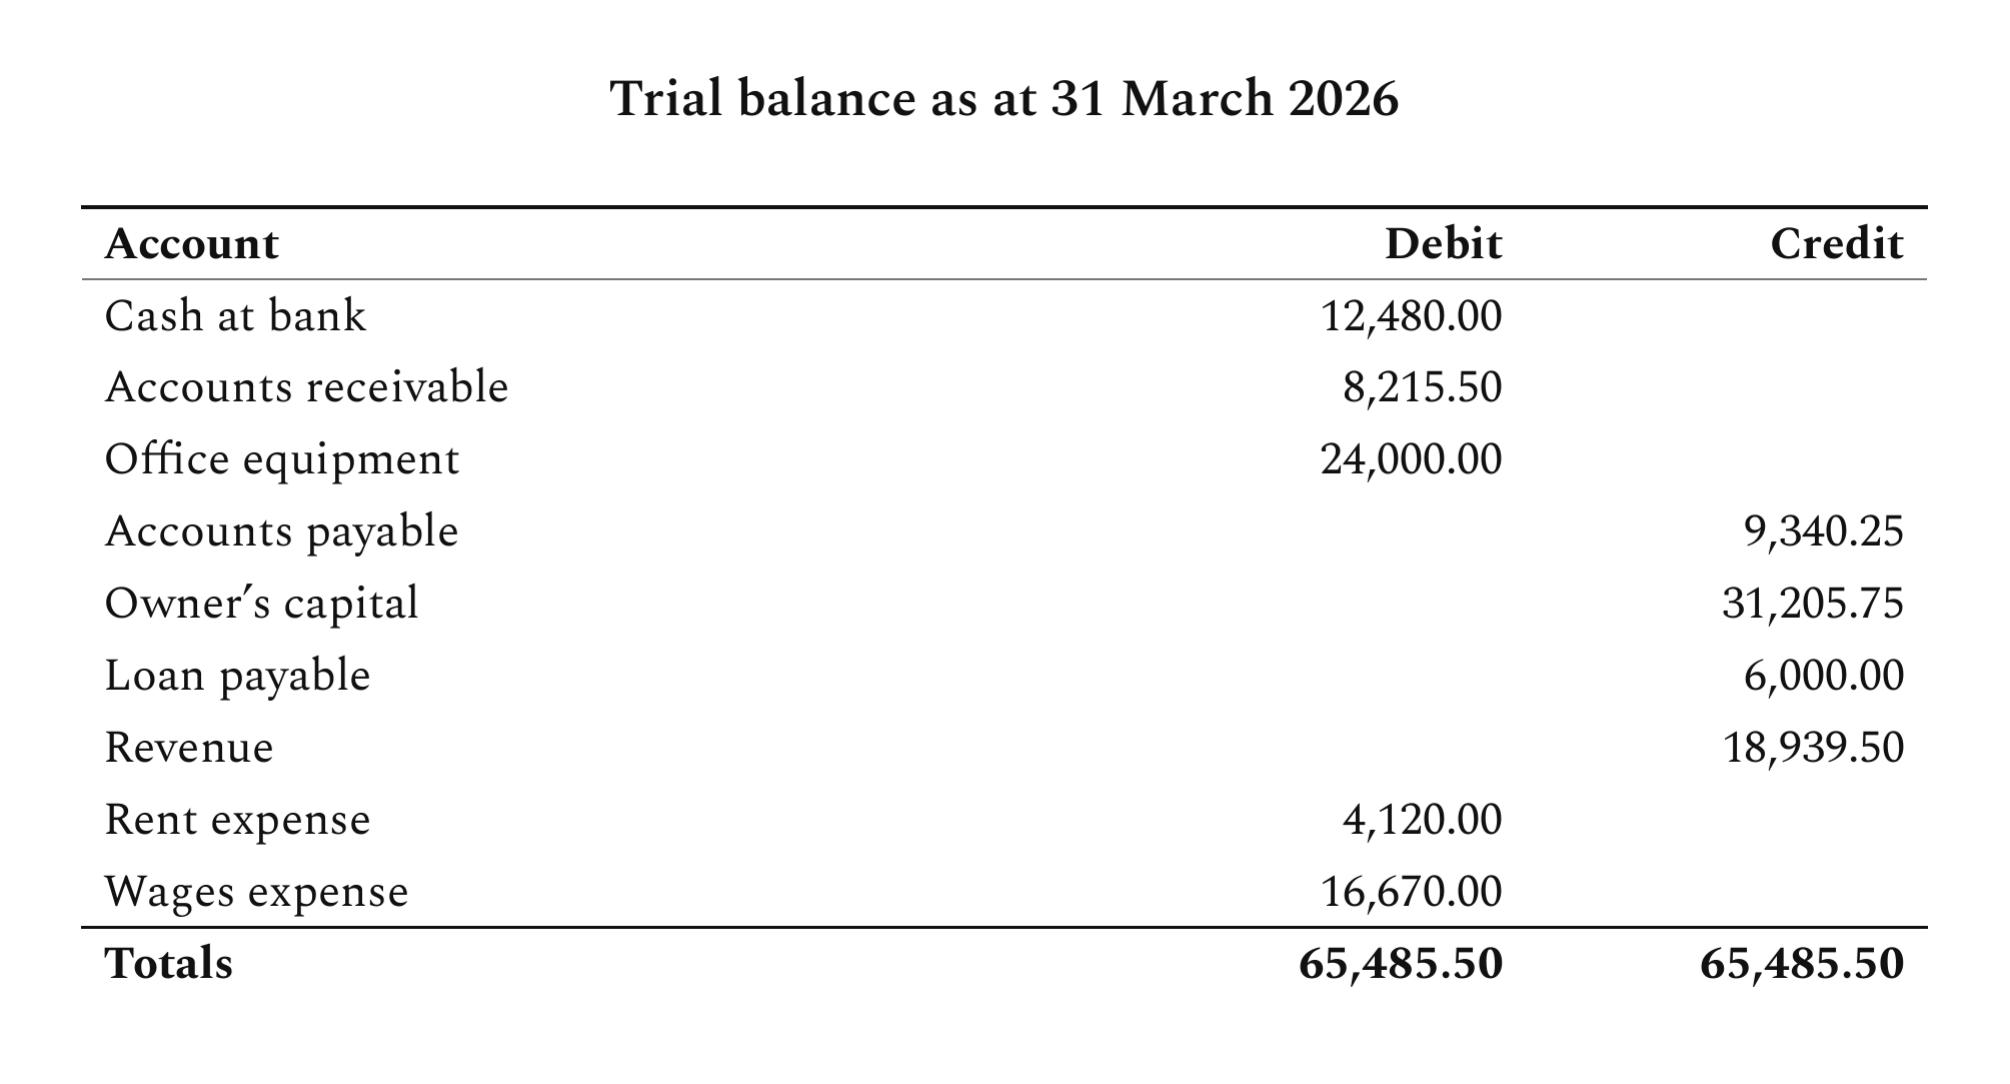 Trial balance as at 31 March 2026
Account Debit Credit
Cash at bank 12,480.00
Accounts receivable 8,215.50
Office equipment 24,000.00
Accounts payable 9,340.25
Owner′s capital 31,205.75
Loan payable 6,000.00
Revenue 18,939.50
Rent expense 4,120.00
Wages expense 16,670.00
Totals 65,485.50 65,485.50